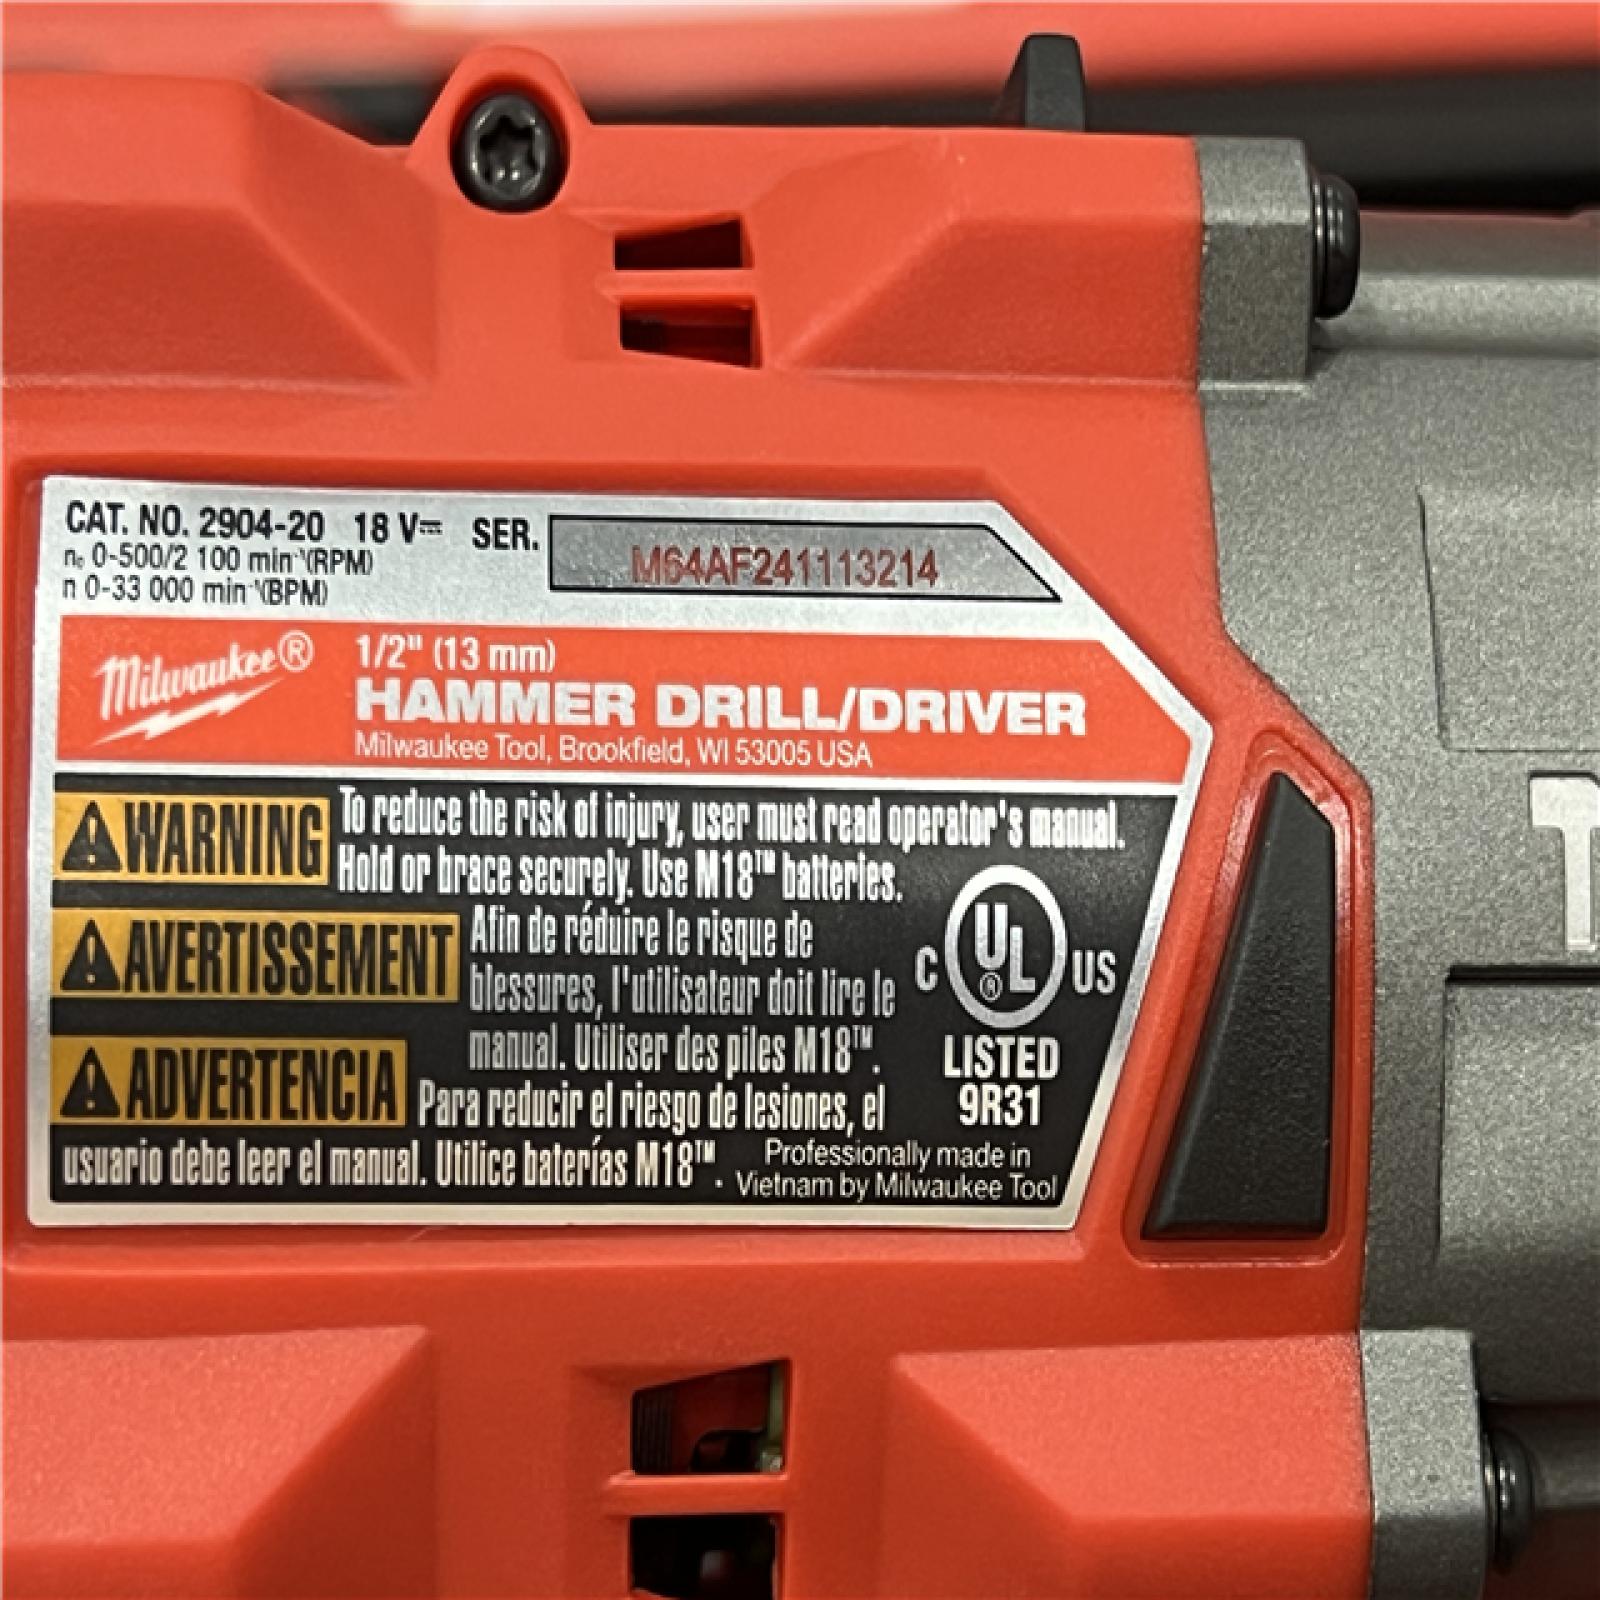 CAT. NO. 2904-20 18 V⎓ SER. M64AF241113214
n₀ 0-500/2 100 min⁻¹(RPM)
n 0-33 000 min⁻¹(BPM)
Milwaukee®
1/2" (13 mm)
HAMMER DRILL/DRIVER
Milwaukee Tool, Brookfield, WI 53005 USA
⚠WARNING To reduce the risk of injury, user must read operator's manual.
Hold or brace securely. Use M18™ batteries.
⚠AVERTISSEMENT Afin de réduire le risque de
blessures, l'utilisateur doit lire le
manual. Utiliser des piles M18™.
⚠ADVERTENCIA Para reducir el riesgo de lesiones, el
usuario debe leer el manual. Utilice baterías M18™.
C UL® US
LISTED
9R31
Professionally made in
Vietnam by Milwaukee Tool